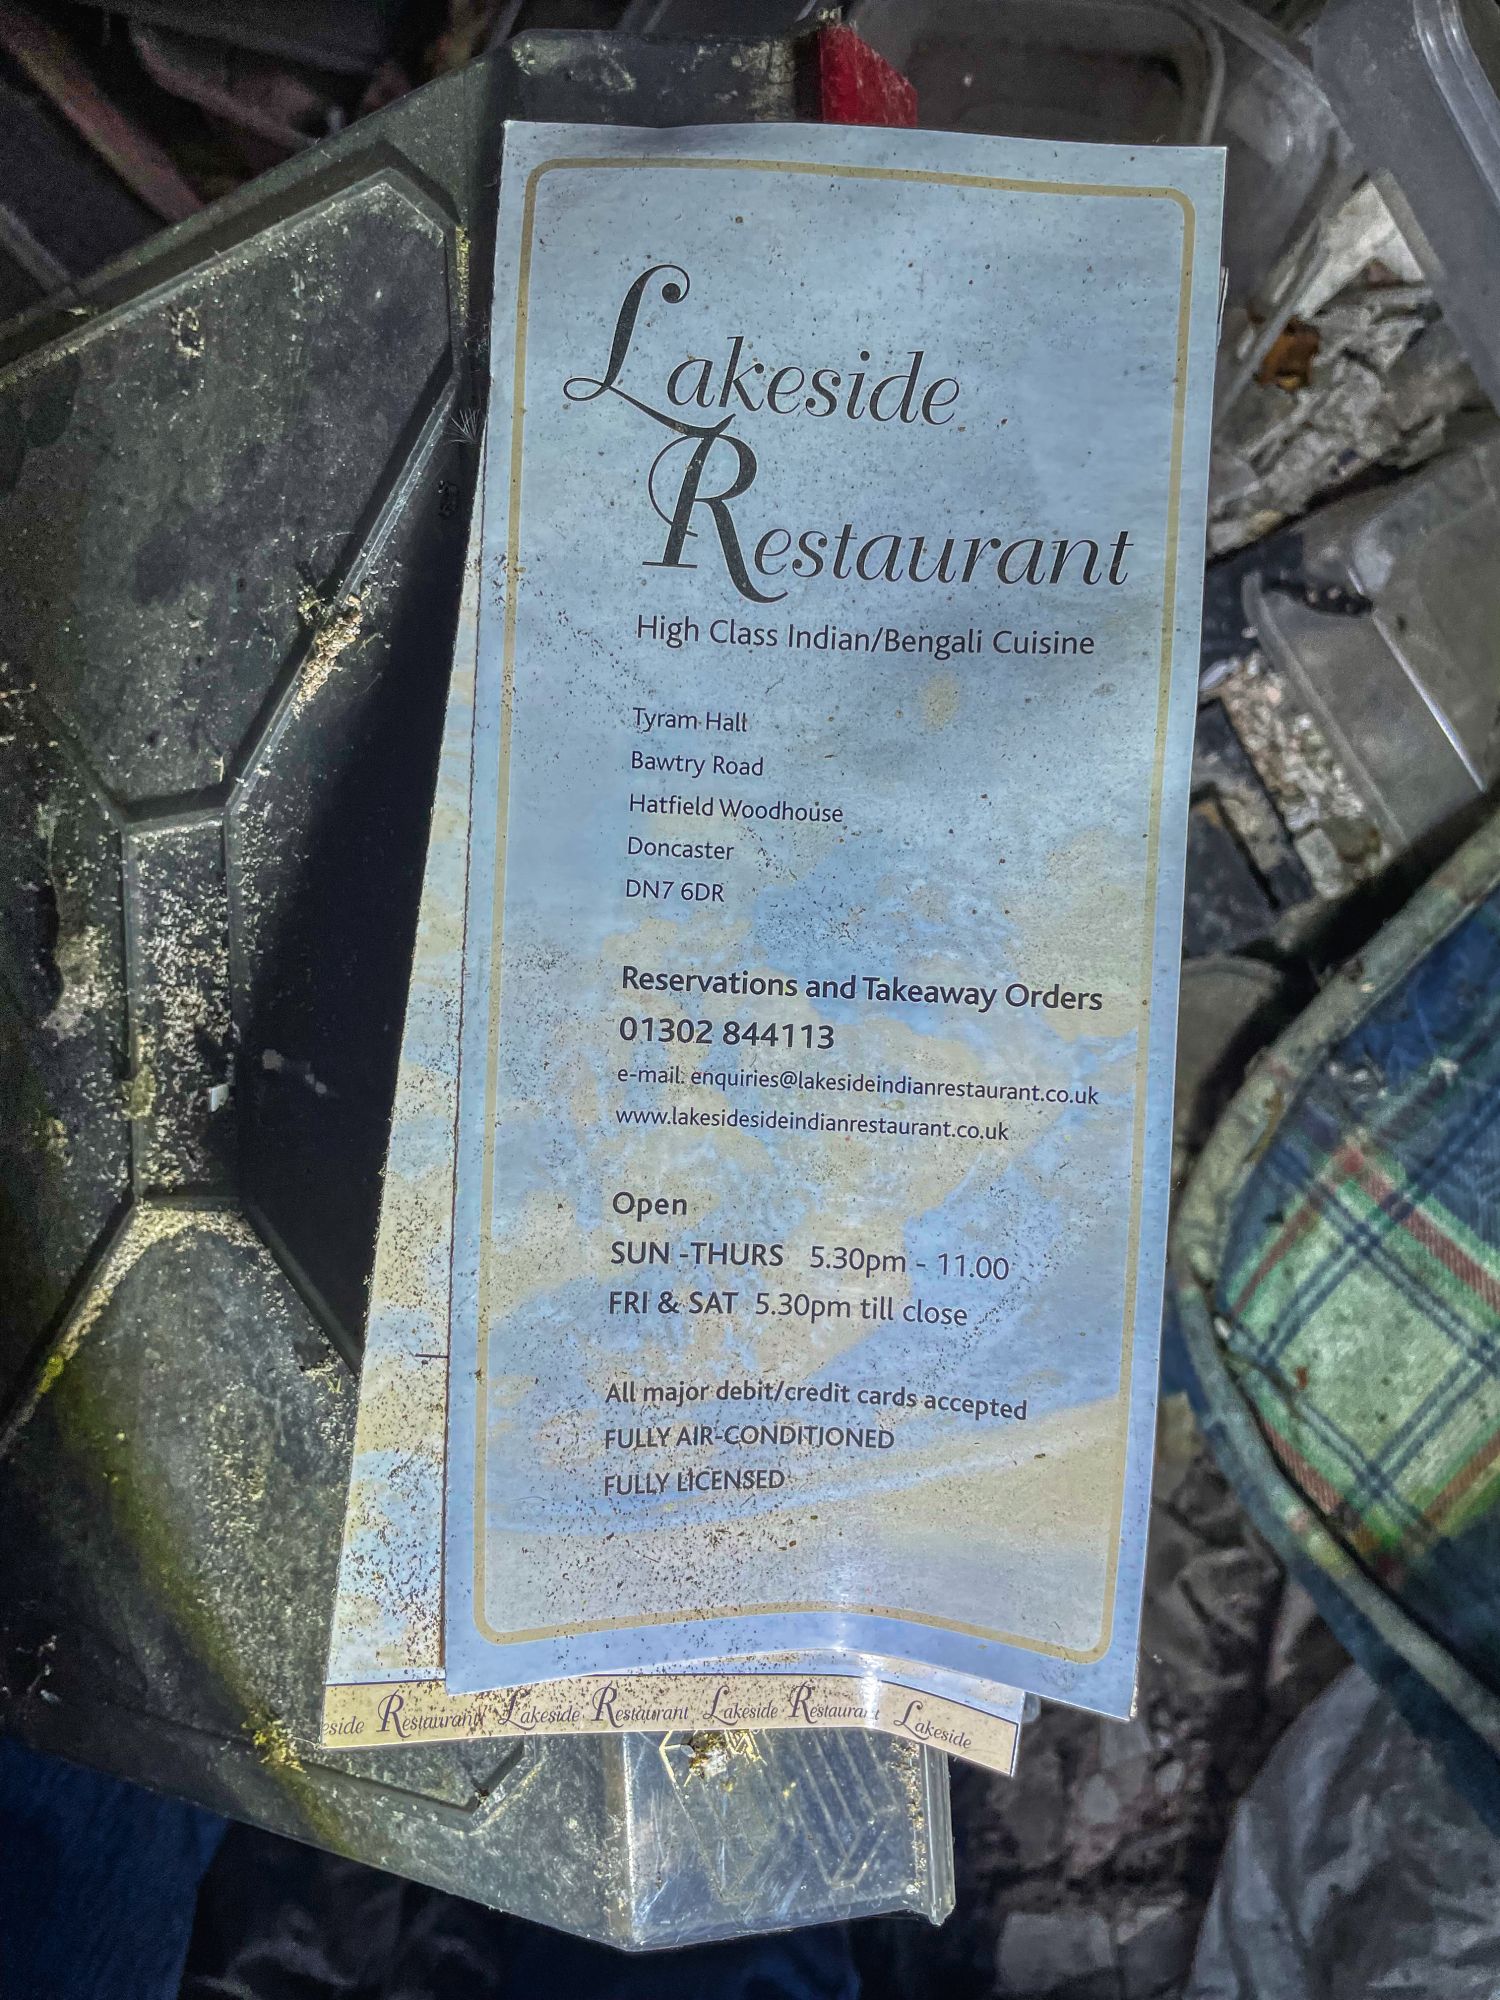 Lakeside
Restaurant
High Class Indian/Bengali Cuisine
Tyram Hall
Bawtry Road
Hatfield Woodhouse
Doncaster
DN7 6DR
Reservations and Takeaway Orders
01302 844113
e-mail: enquiries@lakesideindianrestaurant.co.uk
www.lakesidesideindianrestaurant.co.uk
Open
SUN -THURS 5.30pm - 11.00
FRI & SAT 5.30pm till close
All major debit/credit cards accepted
FULLY AIR-CONDITIONED
FULLY LICENSED
eside Restaurant Lakeside Restaurant Lakeside Restaurant Lakeside